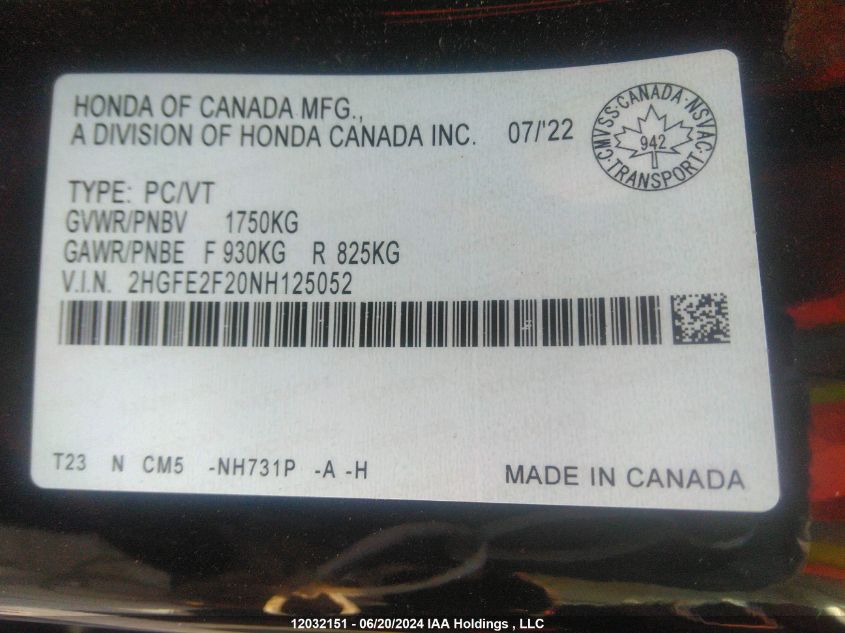 HONDA OF CANADA MFG.,
A DIVISION OF HONDA CANADA INC. 07/'22
CMVSS·CANADA·NSVAC·TRANSPORT·
942
TYPE: PC/VT
GVWR/PNBV 1750KG
GAWR/PNBE F 930KG R 825KG
V.I.N. 2HGFE2F20NH125052
T23 N CM5 -NH731P -A -H
MADE IN CANADA
12032151 - 06/20/2024 IAA Holdings , LLC